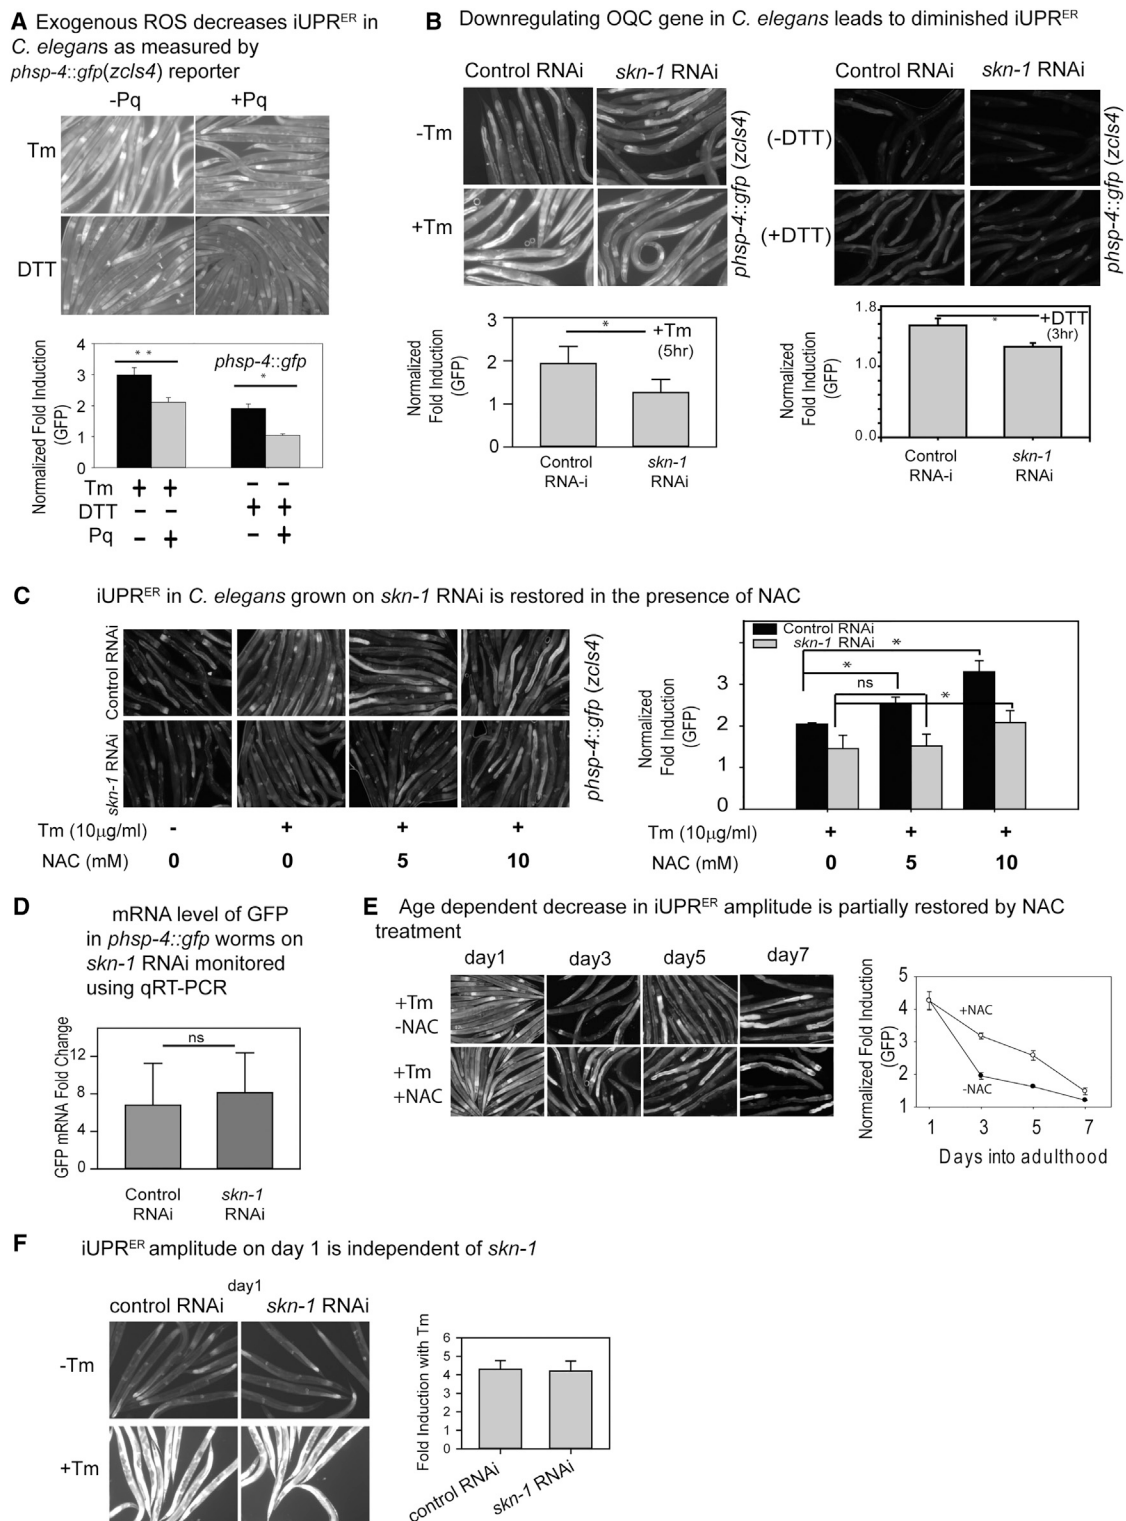 A Exogenous ROS decreases iUPRER in
C. elegans as measured by
phsp-4::gfp(zcls4) reporter
-Pq +Pq
Tm
DTT
Normalized Fold Induction
(GFP)
4
3
2
1
0
* *
phsp-4::gfp
*
Tm + + - -
DTT - - + +
Pq - + - +
B Downregulating OQC gene in C. elegans leads to diminished iUPRER
Control RNAi skn-1 RNAi
-Tm
+Tm
phsp-4::gfp (zcls4)
Control RNAi skn-1 RNAi
(-DTT)
(+DTT)
phsp-4::gfp (zcls4)
Normalized
Fold Induction
(GFP)
3
2
1
0
*
+Tm
(5hr)
Control
RNA-i
skn-1
RNAi
Normalized
Fold Induction
(GFP)
1.8
1.0
0.0
*
+DTT
(3hr)
Control
RNA-i
skn-1
RNAi
C iUPRER in C. elegans grown on skn-1 RNAi is restored in the presence of NAC
Control RNAi
skn-1 RNAi
phsp-4::gfp (zcls4)
Tm (10µg/ml) - + + +
NAC (mM) 0 0 5 10
Normalized
Fold Induction
(GFP)
3
2
1
0
Control RNAi
skn-1 RNAi
*
*
ns
*
Tm (10µg/ml) + + +
NAC (mM) 0 5 10
D mRNA level of GFP
in phsp-4::gfp worms on
skn-1 RNAi monitored
using qRT-PCR
GFP mRNA Fold Change
12
8
4
0
ns
Control
RNAi
skn-1
RNAi
E Age dependent decrease in iUPRER amplitude is partially restored by NAC
treatment
day1 day3 day5 day7
+Tm
-NAC
+Tm
+NAC
Normalized Fold Induction
(GFP)
5
4
3
2
1
+NAC
-NAC
1 3 5 7
Days into adulthood
F iUPRER amplitude on day 1 is independent of skn-1
day1
control RNAi skn-1 RNAi
-Tm
+Tm
Fold Induction with Tm
6
5
4
3
2
1
0
control RNAi
skn-1 RNAi